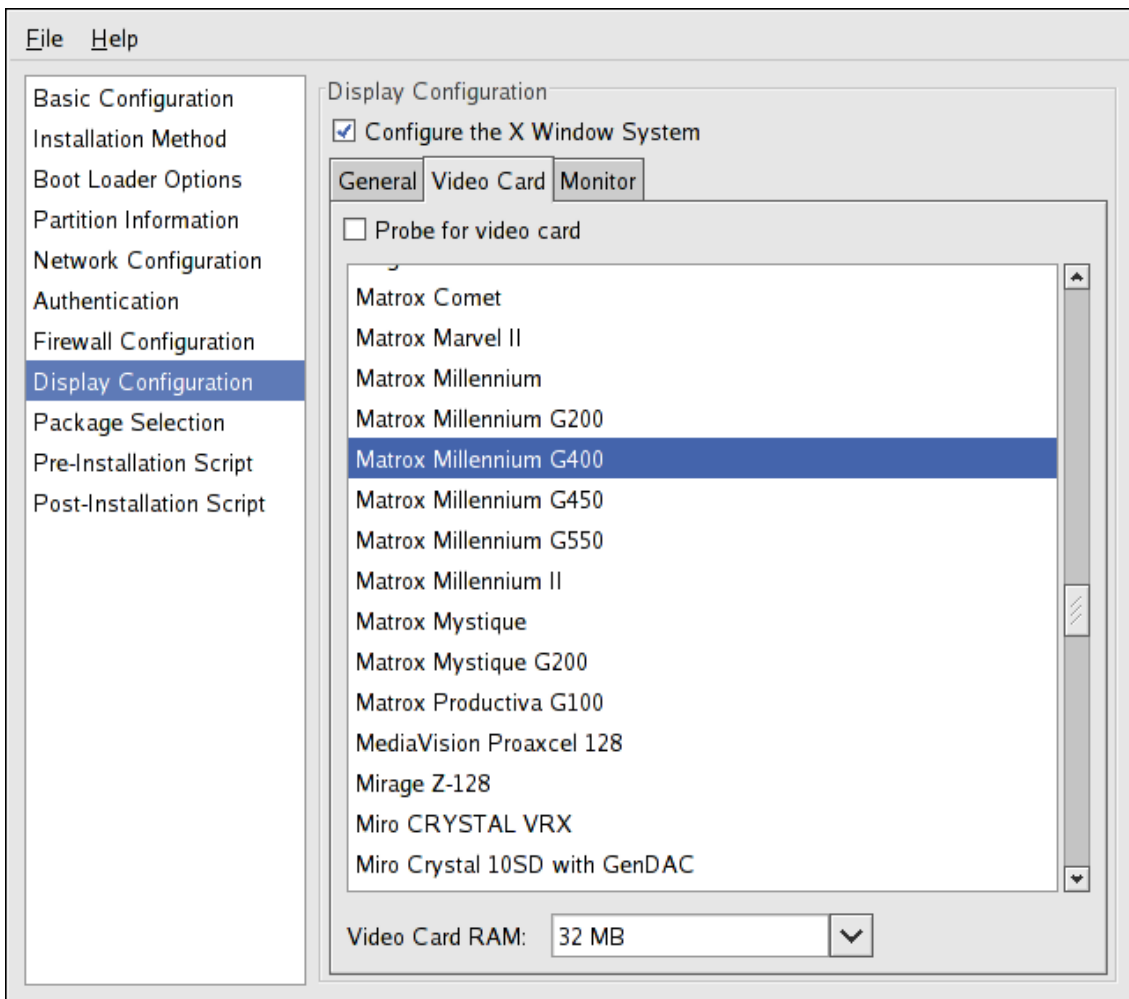 File Help
Basic Configuration
Installation Method
Boot Loader Options
Partition Information
Network Configuration
Authentication
Firewall Configuration
Display Configuration
Package Selection
Pre-Installation Script
Post-Installation Script
Display Configuration
Configure the X Window System
General Video Card Monitor
Probe for video card
Matrox Comet
Matrox Marvel II
Matrox Millennium
Matrox Millennium G200
Matrox Millennium G400
Matrox Millennium G450
Matrox Millennium G550
Matrox Millennium II
Matrox Mystique
Matrox Mystique G200
Matrox Productiva G100
MediaVision Proaxcel 128
Mirage Z-128
Miro CRYSTAL VRX
Miro Crystal 10SD with GenDAC
Video Card RAM: 32 MB